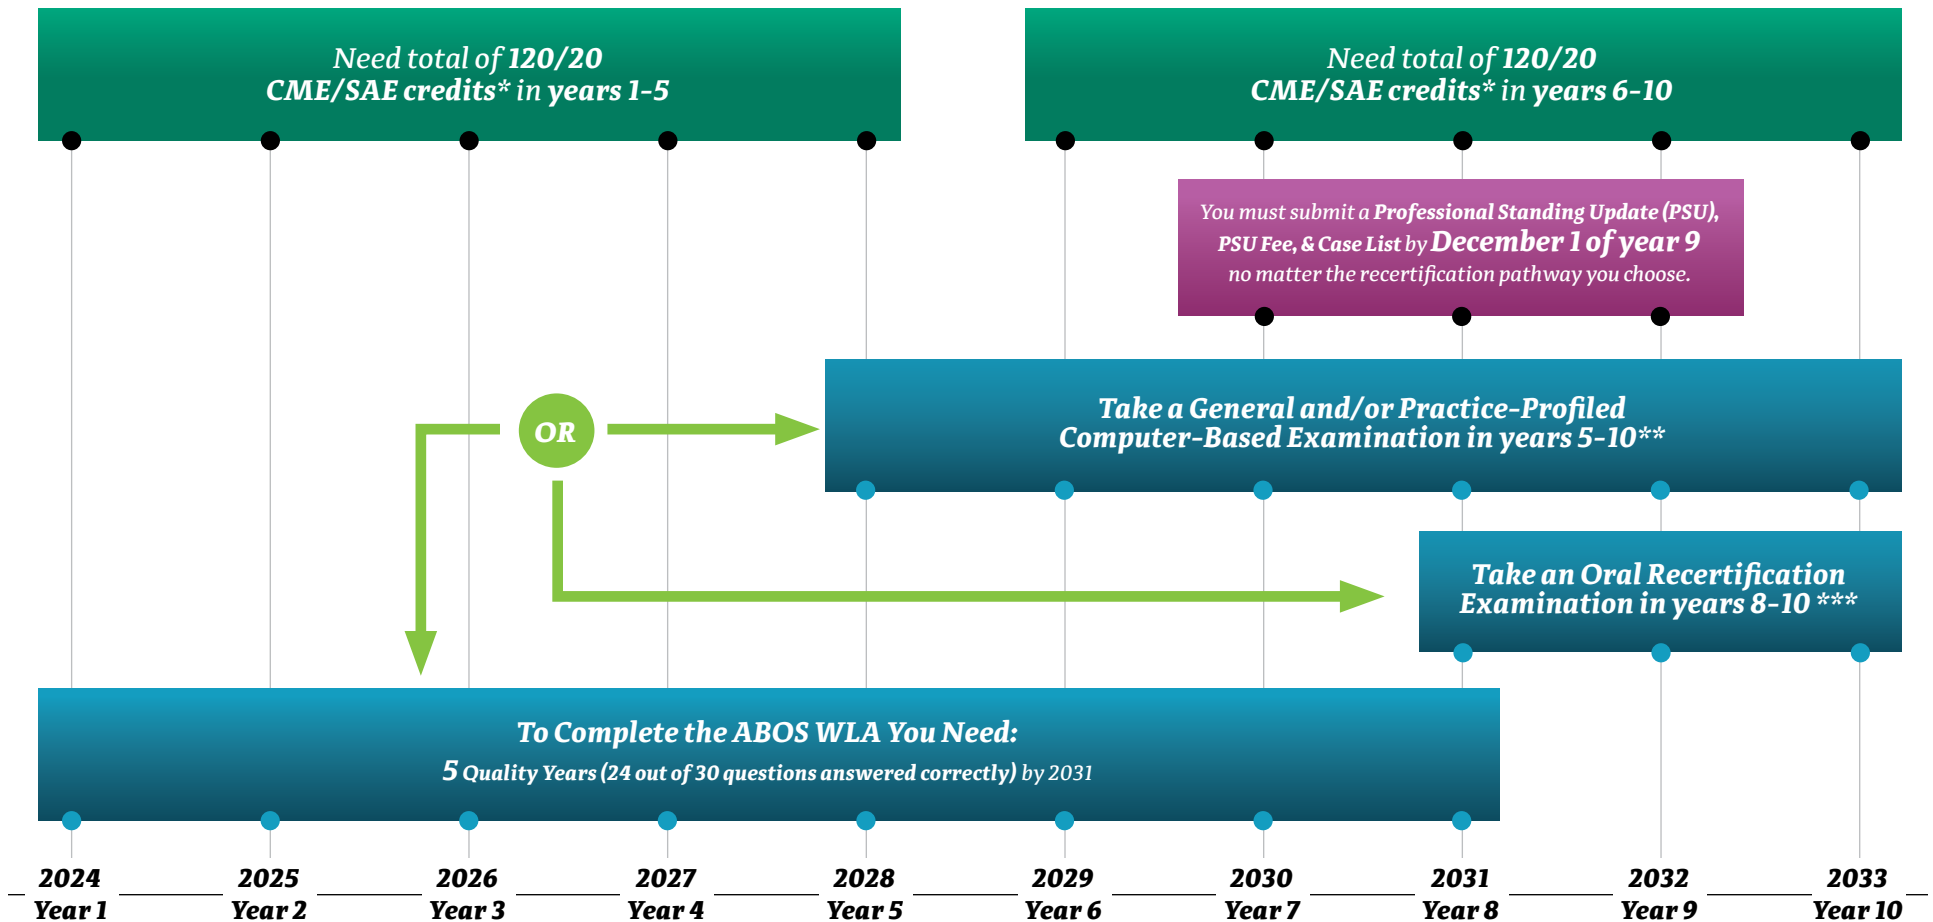 Need total of 120/20
CME/SAE credits* in years 1-5
Need total of 120/20
CME/SAE credits* in years 6-10
You must submit a Professional Standing Update (PSU),
PSU Fee, & Case List by December 1 of year 9
no matter the recertification pathway you choose.
OR
Take a General and/or Practice-Profiled
Computer-Based Examination in years 5-10**
Take an Oral Recertification
Examination in years 8-10 ***
To Complete the ABOS WLA You Need:
5 Quality Years (24 out of 30 questions answered correctly) by 2031
2024 2025 2026 2027 2028 2029 2030 2031 2032 2033
Year 1 Year 2 Year 3 Year 4 Year 5 Year 6 Year 7 Year 8 Year 9 Year 10